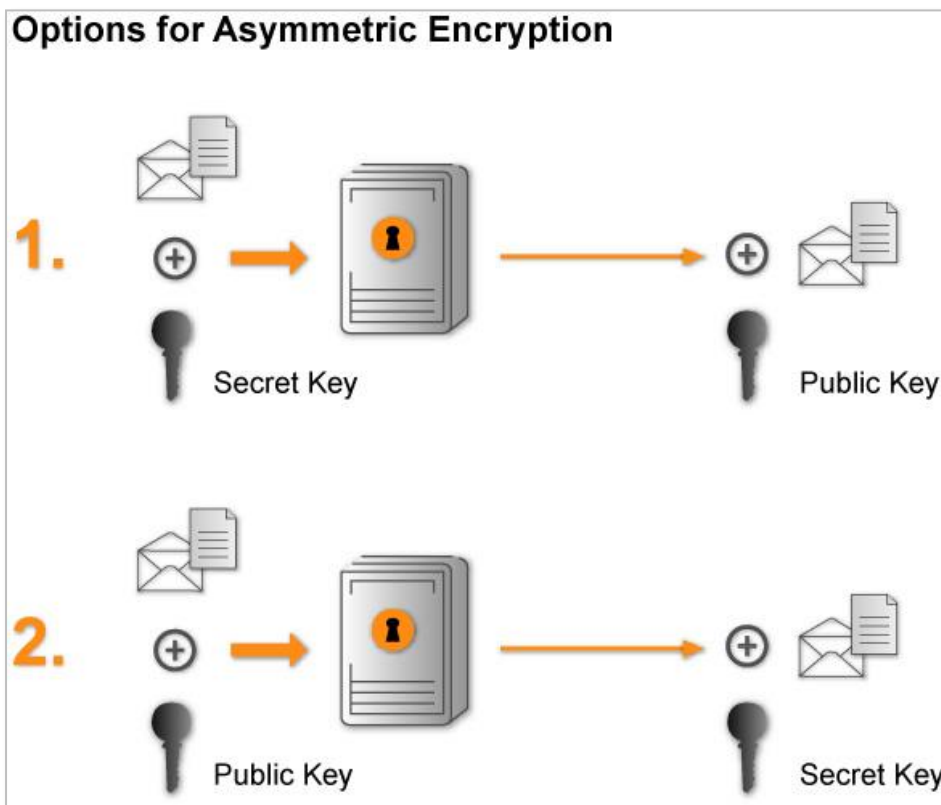 Options for Asymmetric Encryption
1.
Secret Key
Public Key
2.
Public Key
Secret Key